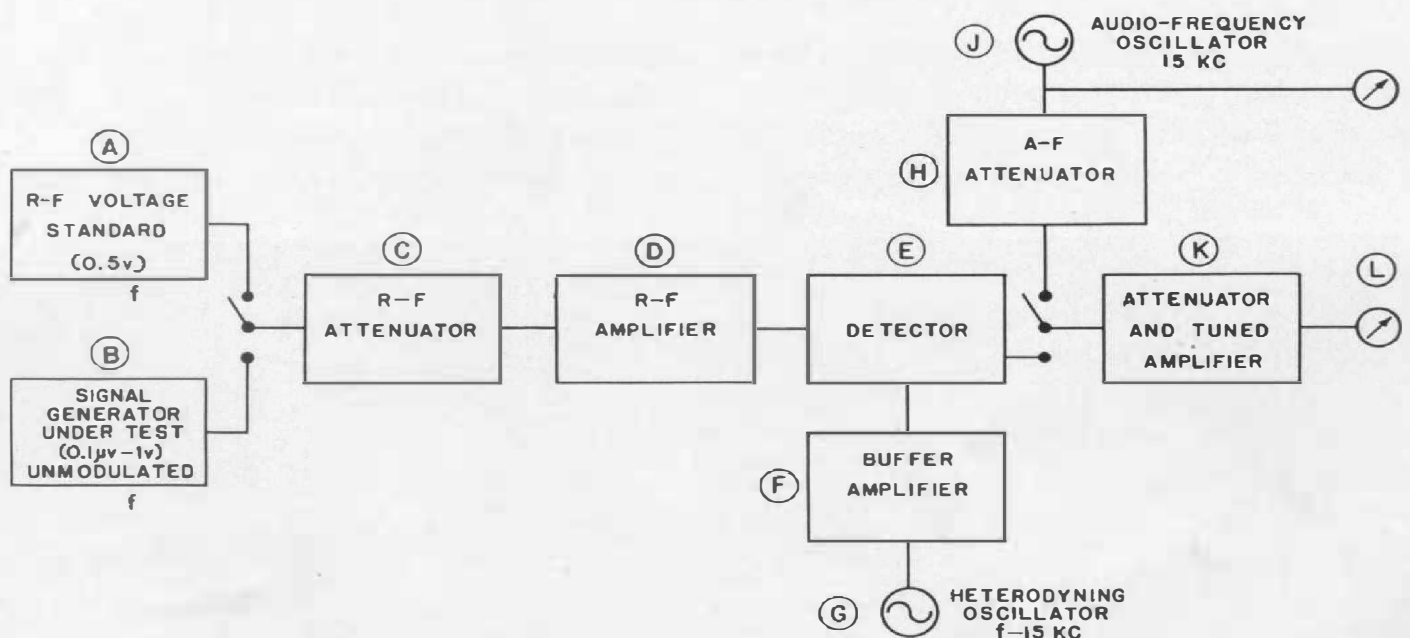 J
AUDIO-FREQUENCY
OSCILLATOR
15 KC
A
R-F VOLTAGE
STANDARD
(0.5v)
f
H
A-F
ATTENUATOR
C
R-F
ATTENUATOR
D
R-F
AMPLIFIER
E
DETECTOR
K
ATTENUATOR
AND TUNED
AMPLIFIER
L
B
SIGNAL
GENERATOR
UNDER TEST
(0.1µv-1v)
UNMODULATED
f
F
BUFFER
AMPLIFIER
G
HETERODYNING
OSCILLATOR
f-15 KC